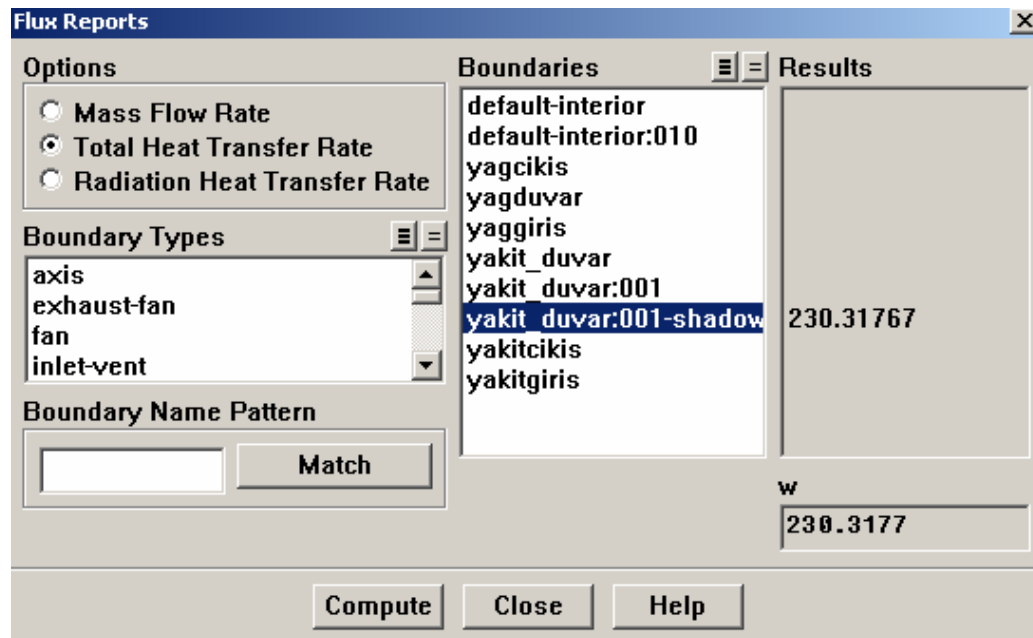 Flux Reports
Options
Mass Flow Rate
Total Heat Transfer Rate
Radiation Heat Transfer Rate
Boundary Types
axis
exhaust-fan
fan
inlet-vent
Boundary Name Pattern
Match
Boundaries
default-interior
default-interior:010
yagcikis
yagduvar
yaggiris
yakit_duvar
yakit_duvar:001
yakit_duvar:001-shadow
yakitcikis
yakitgiris
Results
230.31767
w
230.3177
Compute
Close
Help